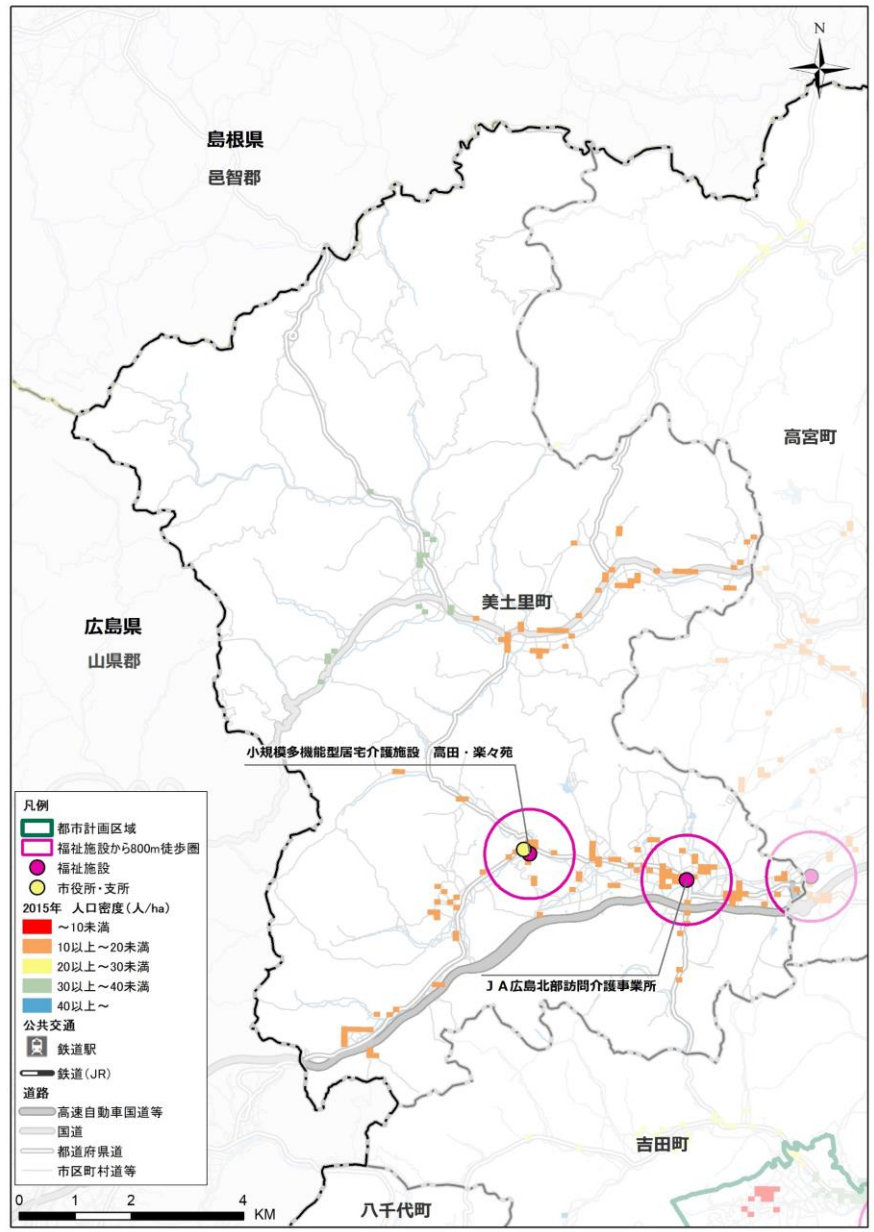 N
島根県
邑智郡
高宮町
美土里町
広島県
山県郡
小規模多機能型居宅介護施設　高田・楽々苑
ＪＡ広島北部訪問介護事業所
凡例
都市計画区域
福祉施設から800m徒歩圏
福祉施設
市役所・支所
2015年　人口密度（人/ha）
～10未満
10以上～20未満
20以上～30未満
30以上～40未満
40以上～
公共交通
鉄道駅
鉄道（JR）
道路
高速自動車国道等
国道
都道府県道
市区町村道等
吉田町
八千代町
0 1 2 4
KM